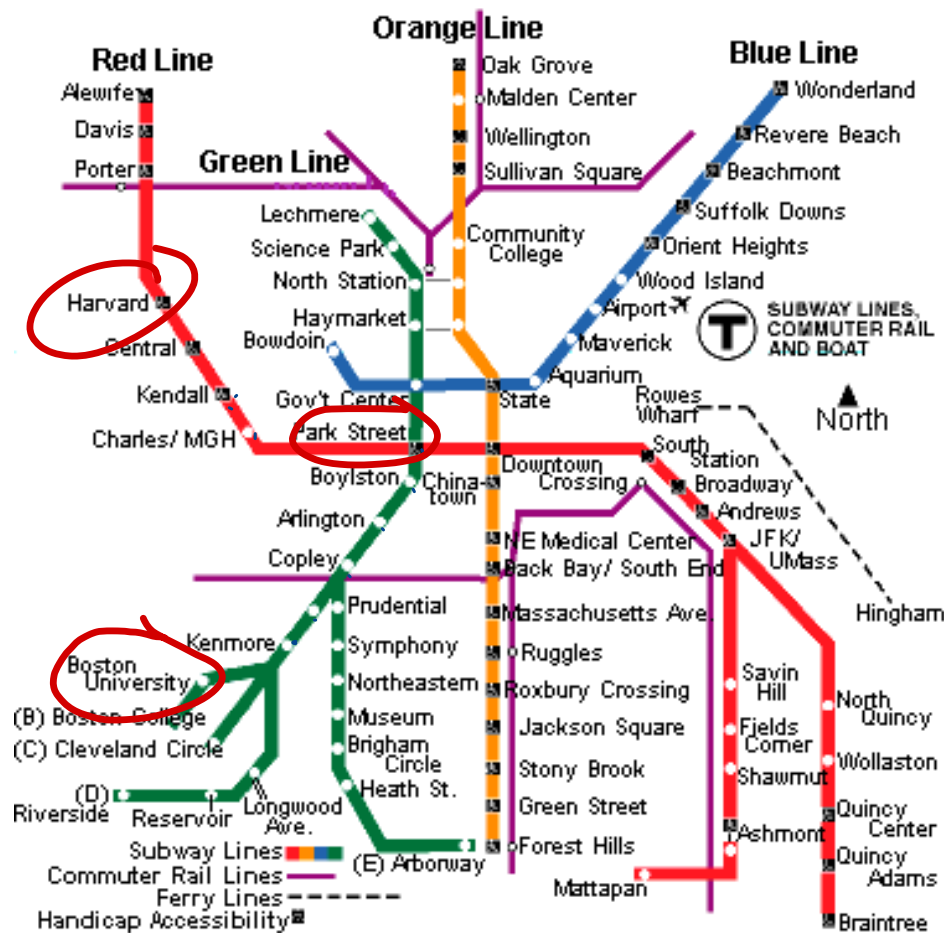 Orange Line
Red Line
Blue Line
Green Line
Alewife
Davis
Porter
Harvard
Central
Kendall
Charles/ MGH
Oak Grove
Malden Center
Wellington
Sullivan Square
Community
College
Wonderland
Revere Beach
Beachmont
Suffolk Downs
Orient Heights
Wood Island
Airport
Maverick
Aquarium
Lechmere
Science Park
North Station
Haymarket
Bowdoin
Gov't Center
State
Park Street
Boylston
China-
town
Downtown
Crossing
South
Station
Broadway
Andrews
JFK/
UMass
T
SUBWAY LINES,
COMMUTER RAIL
AND BOAT
North
Rowes
Wharf
Hingham
Arlington
Copley
Kenmore
Boston
University
(B) Boston College
(C) Cleveland Circle
(D)
Riverside
Reservoir
Longwood
Ave.
Prudential
Symphony
Northeastern
Museum
Brigham
Circle
Heath St.
(E) Arborway
NE Medical Center
Back Bay/ South End
Massachusetts Ave.
Ruggles
Roxbury Crossing
Jackson Square
Stony Brook
Green Street
Forest Hills
Savin
Hill
Fields
Corner
Shawmut
Ashmont
Mattapan
North
Quincy
Wollaston
Quincy
Center
Quincy
Adams
Braintree
Subway Lines
Commuter Rail Lines
Ferry Lines
Handicap Accessibility